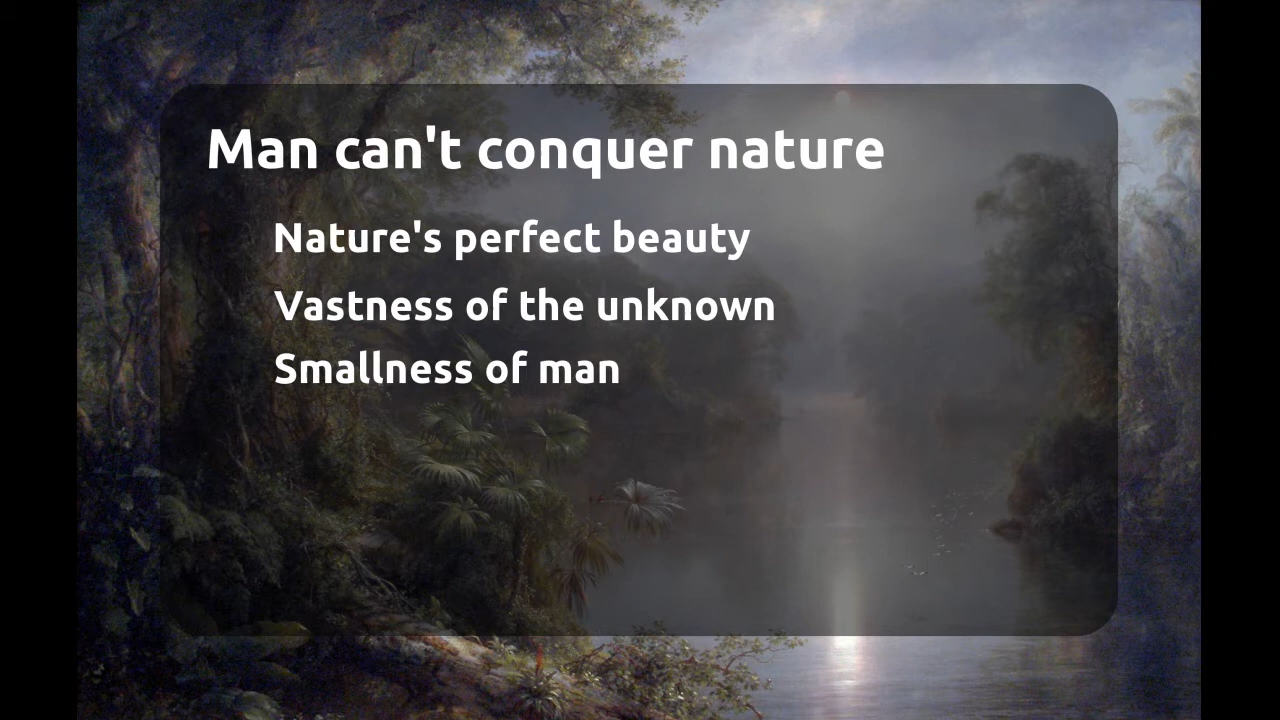 Man can't conquer nature
Nature's perfect beauty
Vastness of the unknown
Smallness of man